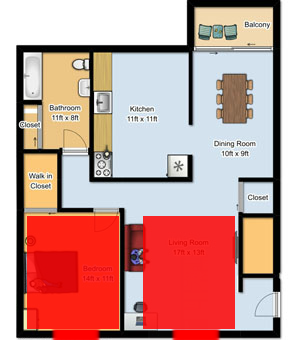 Balcony
Bathroom
11ft x 8ft
Kitchen
11ft x 11ft
Closet
Dining Room
10ft x 9ft
Walk in
Closet
Closet
Living Room
17ft x 13ft
Bedroom
14ft x 11ft